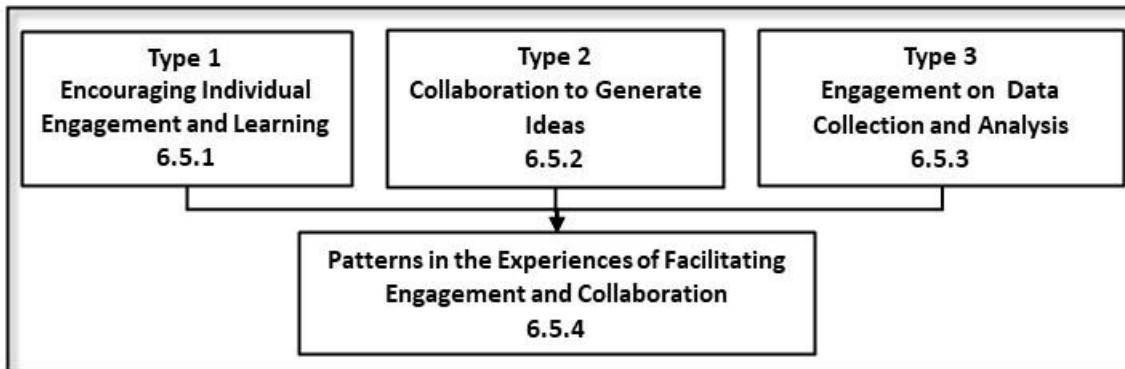 Type 1
Encouraging Individual
Engagement and Learning
6.5.1
Type 2
Collaboration to Generate
Ideas
6.5.2
Type 3
Engagement on Data
Collection and Analysis
6.5.3
Patterns in the Experiences of Facilitating
Engagement and Collaboration
6.5.4